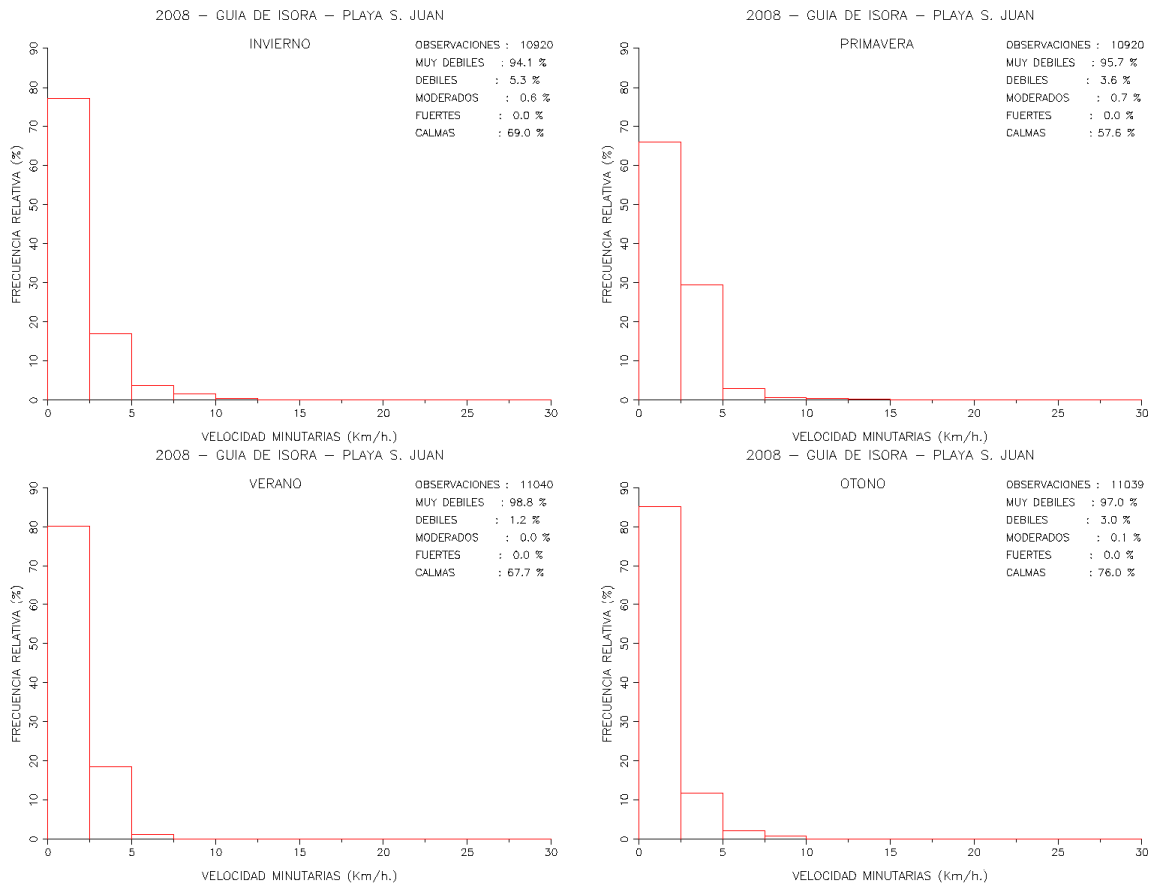 2008 – GUIA DE ISORA – PLAYA S. JUAN
INVIERNO
OBSERVACIONES : 10920
MUY DEBILES : 94.1 %
DEBILES : 5.3 %
MODERADOS : 0.6 %
FUERTES : 0.0 %
CALMAS : 69.0 %
FRECUENCIA RELATIVA (%)
90
80
70
60
50
40
30
20
10
0
0 5 10 15 20 25 30
VELOCIDAD MINUTARIAS (Km/h.)
2008 – GUIA DE ISORA – PLAYA S. JUAN
PRIMAVERA
OBSERVACIONES : 10920
MUY DEBILES : 95.7 %
DEBILES : 3.6 %
MODERADOS : 0.7 %
FUERTES : 0.0 %
CALMAS : 57.6 %
FRECUENCIA RELATIVA (%)
90
80
70
60
50
40
30
20
10
0
0 5 10 15 20 25 30
VELOCIDAD MINUTARIAS (Km/h.)
2008 – GUIA DE ISORA – PLAYA S. JUAN
VERANO
OBSERVACIONES : 11040
MUY DEBILES : 98.8 %
DEBILES : 1.2 %
MODERADOS : 0.0 %
FUERTES : 0.0 %
CALMAS : 67.7 %
FRECUENCIA RELATIVA (%)
90
80
70
60
50
40
30
20
10
0
0 5 10 15 20 25 30
VELOCIDAD MINUTARIAS (Km/h.)
2008 – GUIA DE ISORA – PLAYA S. JUAN
OTONO
OBSERVACIONES : 11039
MUY DEBILES : 97.0 %
DEBILES : 3.0 %
MODERADOS : 0.1 %
FUERTES : 0.0 %
CALMAS : 76.0 %
FRECUENCIA RELATIVA (%)
90
80
70
60
50
40
30
20
10
0
0 5 10 15 20 25 30
VELOCIDAD MINUTARIAS (Km/h.)